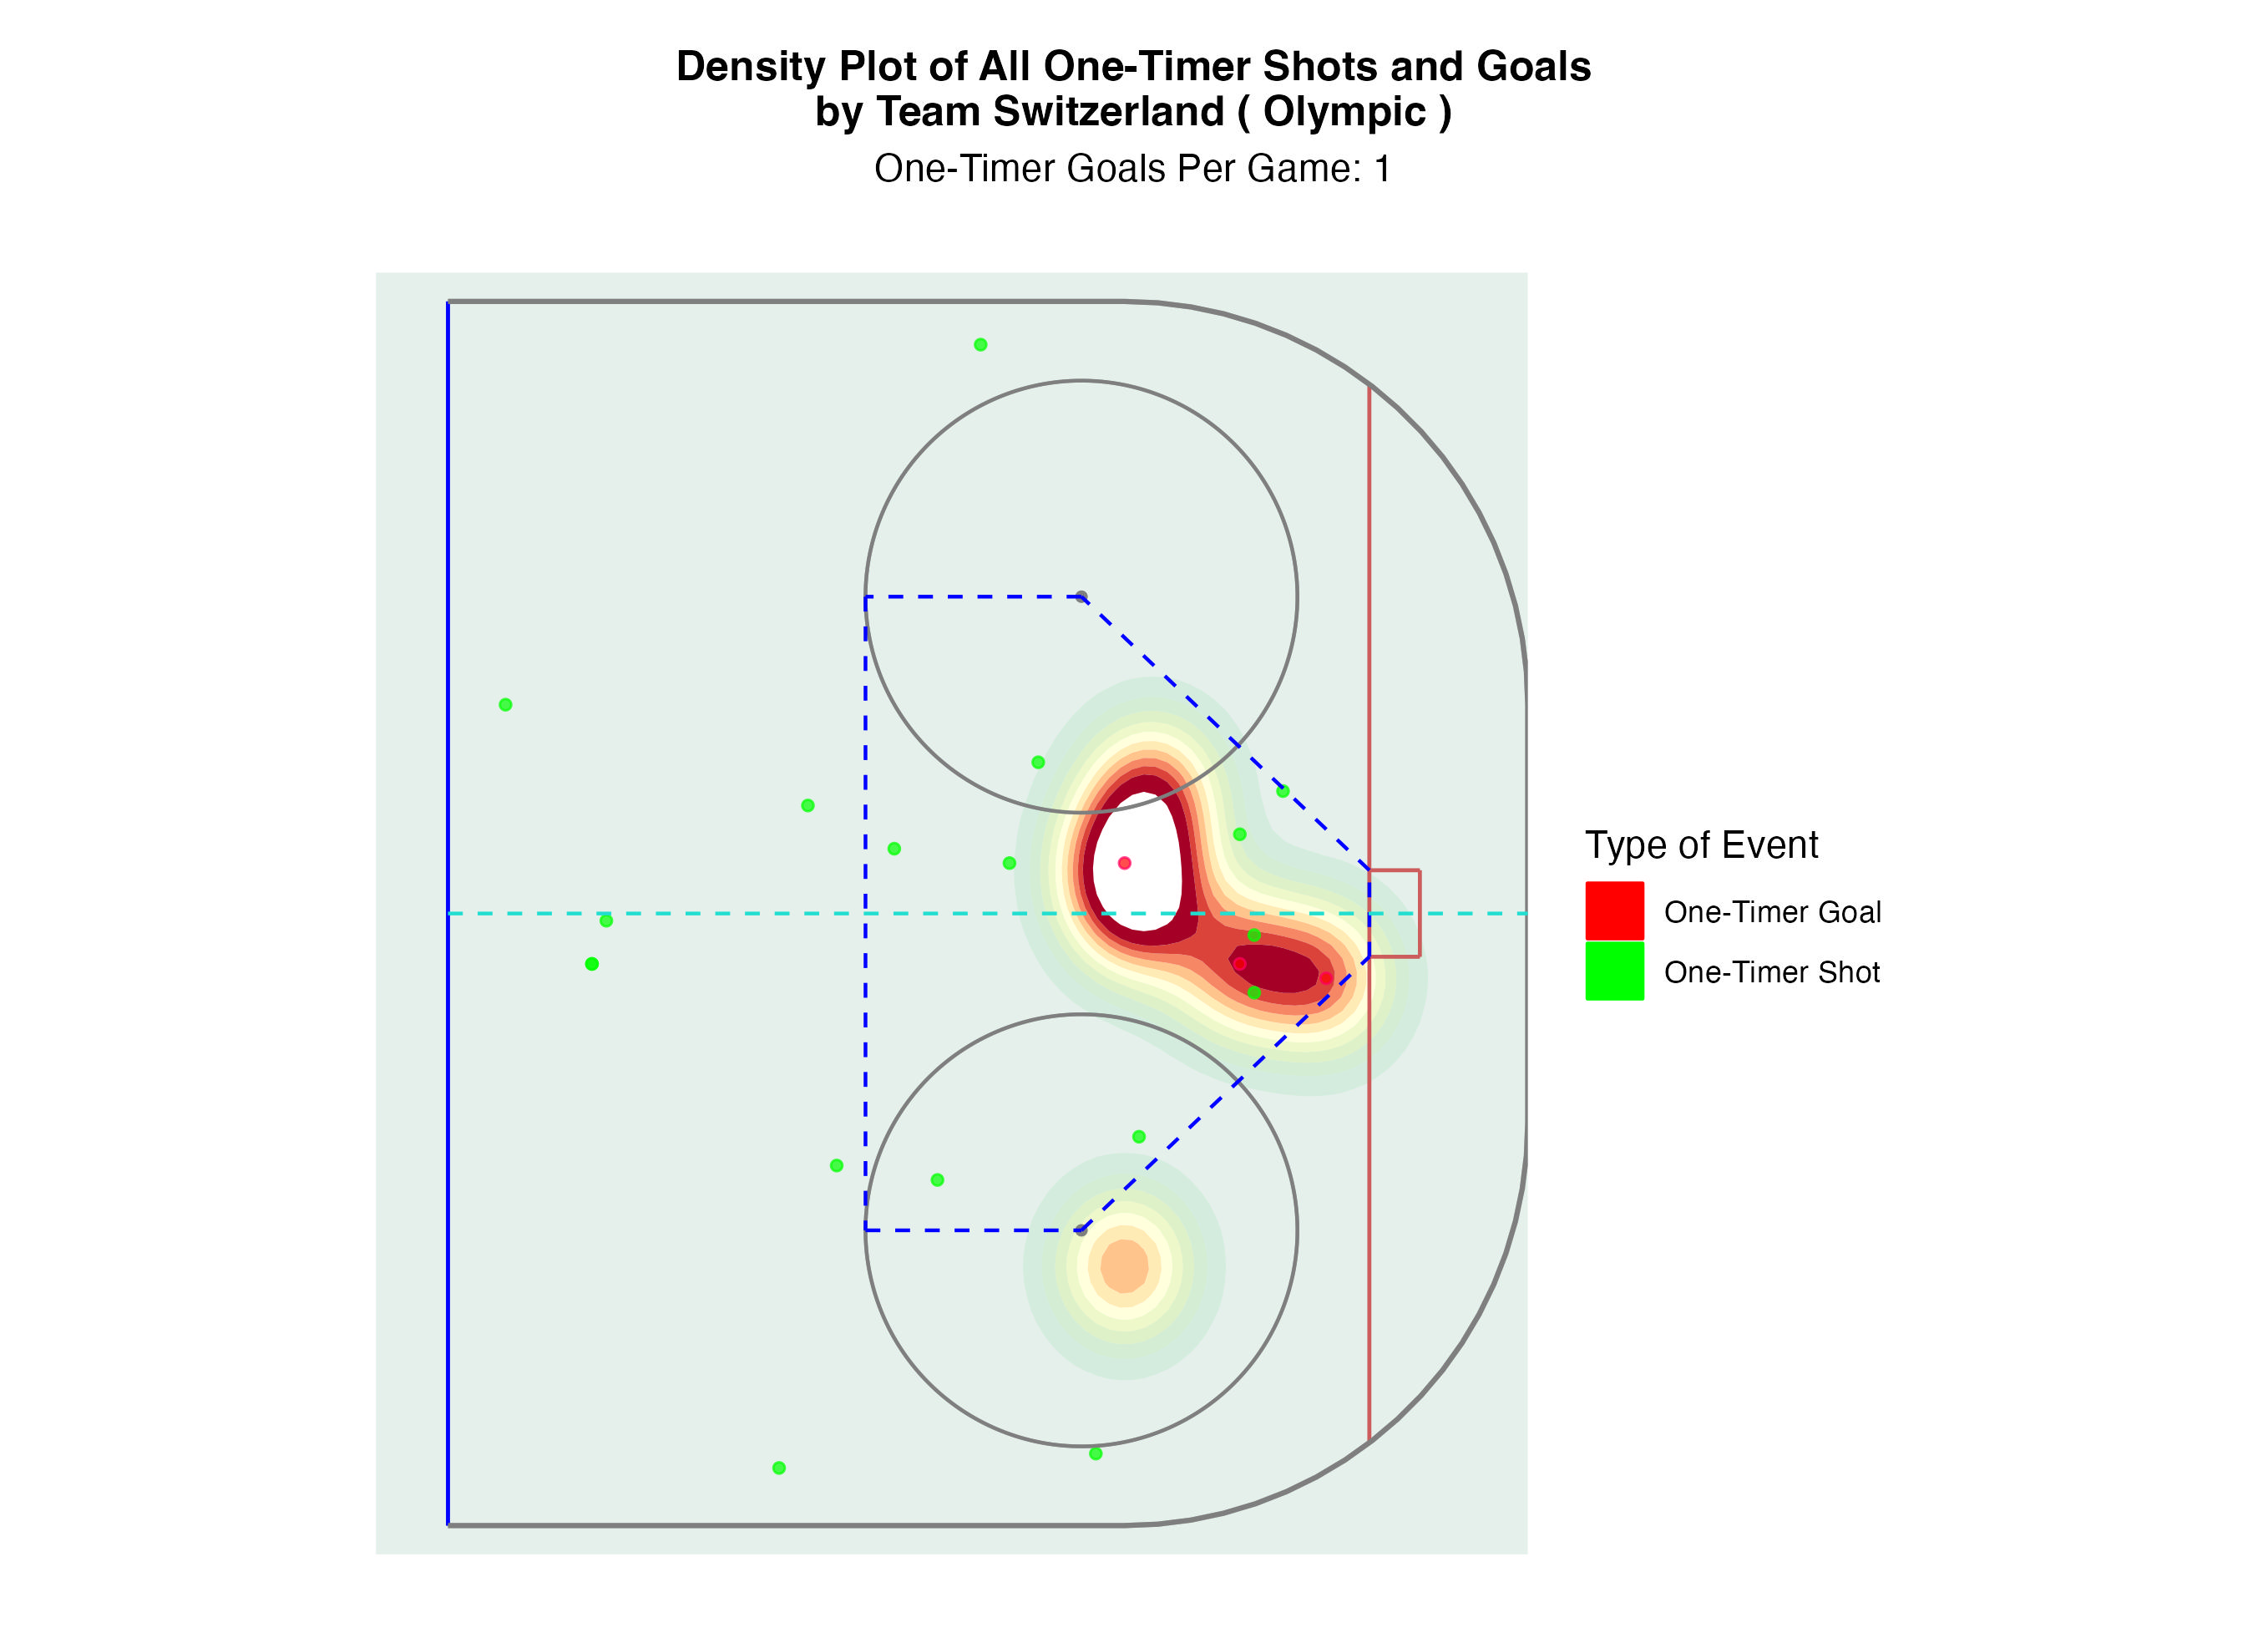 Density Plot of All One-Timer Shots and Goals
by Team Switzerland ( Olympic )
One-Timer Goals Per Game: 1
Type of Event
One-Timer Goal
One-Timer Shot